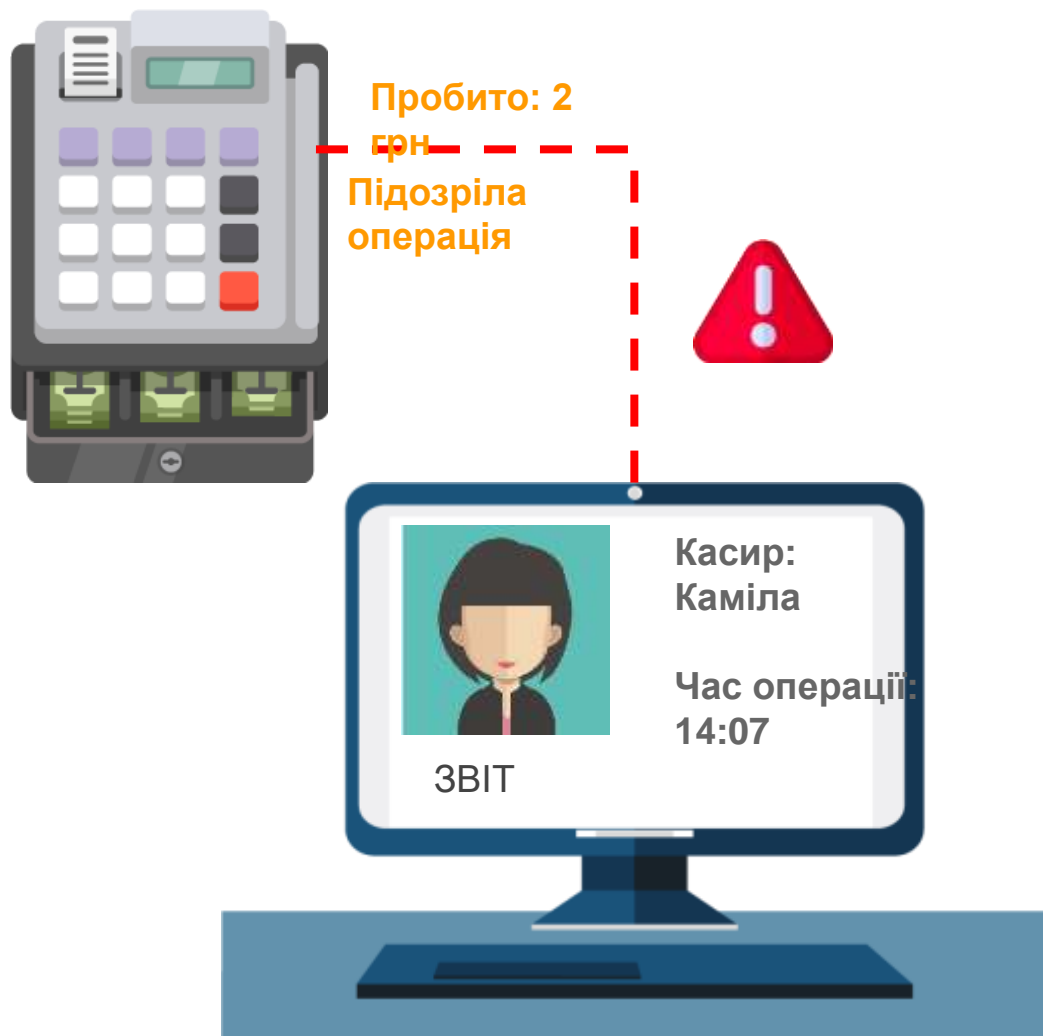 Пробито: 2
грн
Підозріла
операція
Касир:
Каміла
Час операції:
14:07
ЗВІТ